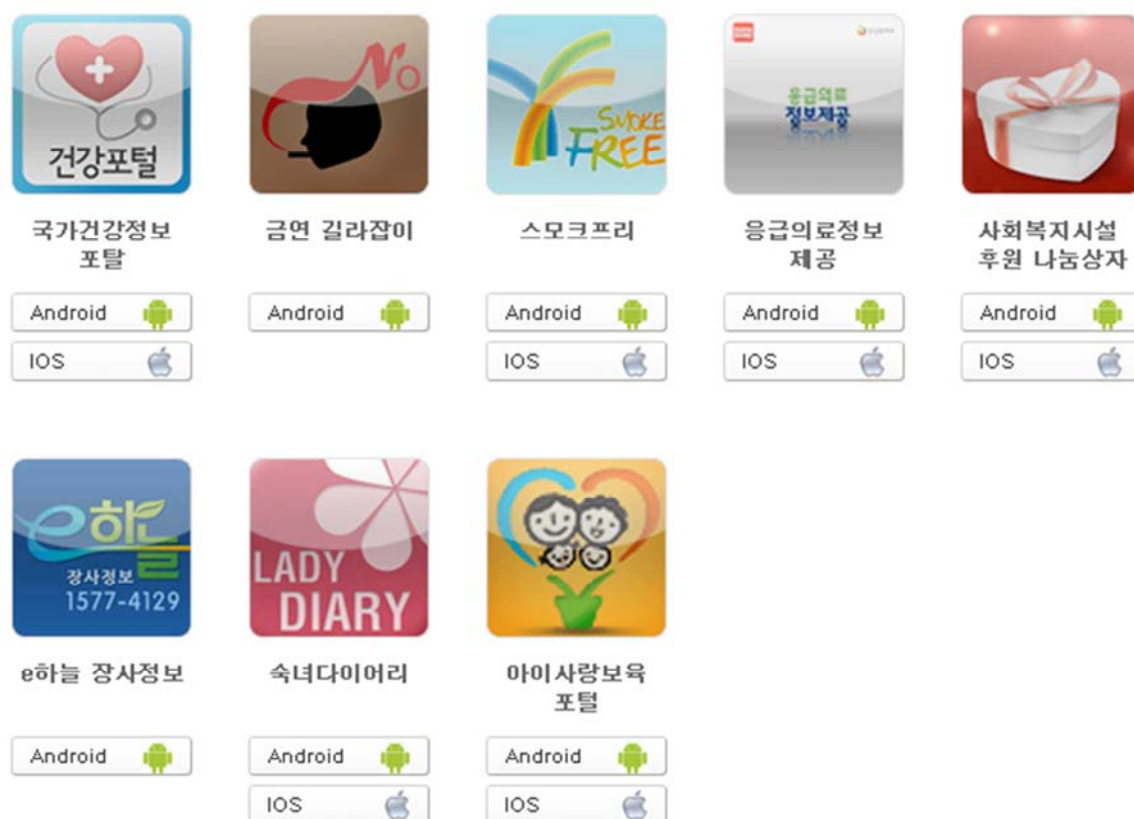 건강포털
No
SMOKE
FREE
응급의료
정보제공
국가건강정보
포탈
금연 길라잡이
스모크프리
응급의료정보
제공
사회복지시설
후원 나눔상자
Android
Android
Android
Android
Android
IOS
IOS
IOS
IOS
e하늘
장사정보
1577-4129
LADY
DIARY
e하늘 장사정보
숙녀다이어리
아이사랑보육
포털
Android
Android
Android
IOS
IOS